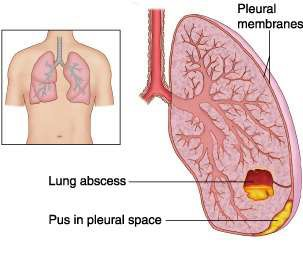 Pleural
membranes
Lung abscess
Pus in pleural space